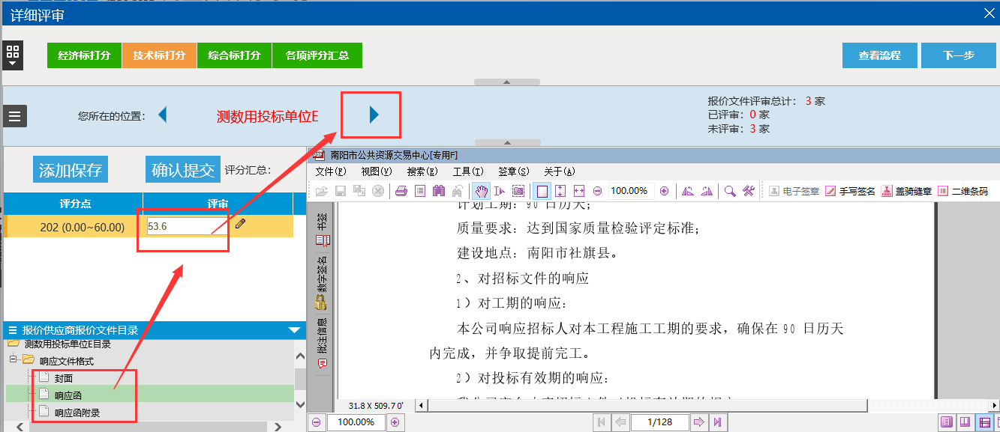 详细评审
经济标打分 技术标打分 综合标打分 各项评分汇总 查看流程 下一步
您所在的位置: 测数用投标单位E
报价文件评审总计: 3 家
已评审: 0 家
未评审: 3 家
添加保存 确认提交 评分汇总:
评分点 评审
202 (0.00~60.00) 53.6
报价供应商报价文件目录
测数用投标单位E目录
响应文件格式
封面
响应函
响应函附录
南阳市公共资源交易中心[专用F]
文件(F) 视图(V) 搜索(E) 工具(T) 签章(S) 关于(A)
100.00% 电子签章 手写签名 盖骑缝章 二维条码
书签
数字签名
批注信息
计划工期: 90 日历天;
质量要求: 达到国家质量检验评定标准;
建设地点: 南阳市社旗县。
2、对招标文件的响应
1) 对工期的响应:
本公司响应招标人对本工程施工工期的要求, 确保在 90 日历天
内完成, 并争取提前完工。
2) 对投标有效期的响应:
31.8 X 509.7 0'
100.00% 1/128